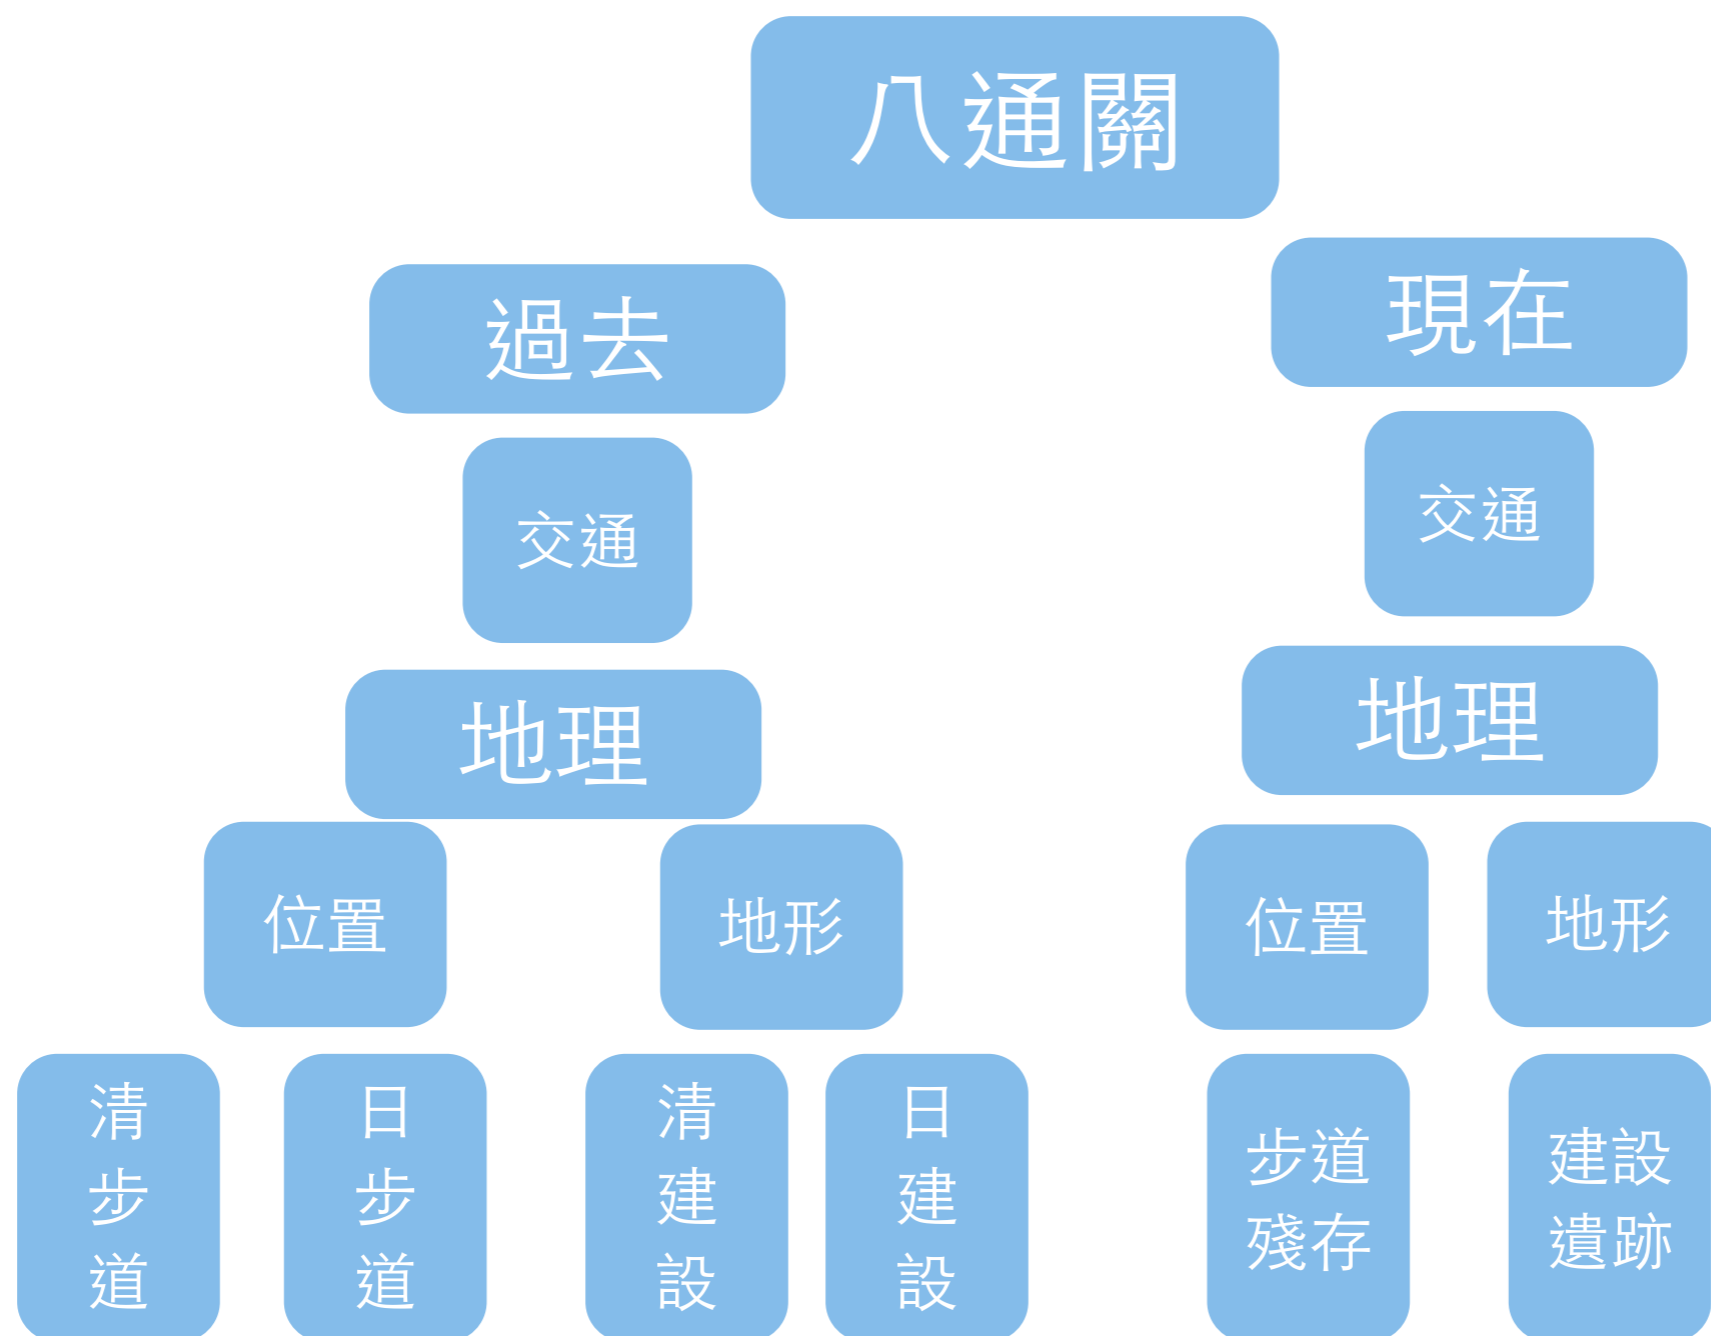 八通關
過去
現在
交通
交通
地理
地理
位置
地形
位置
地形
清步道
日步道
清建設
日建設
步道
殘存
建設
遺跡